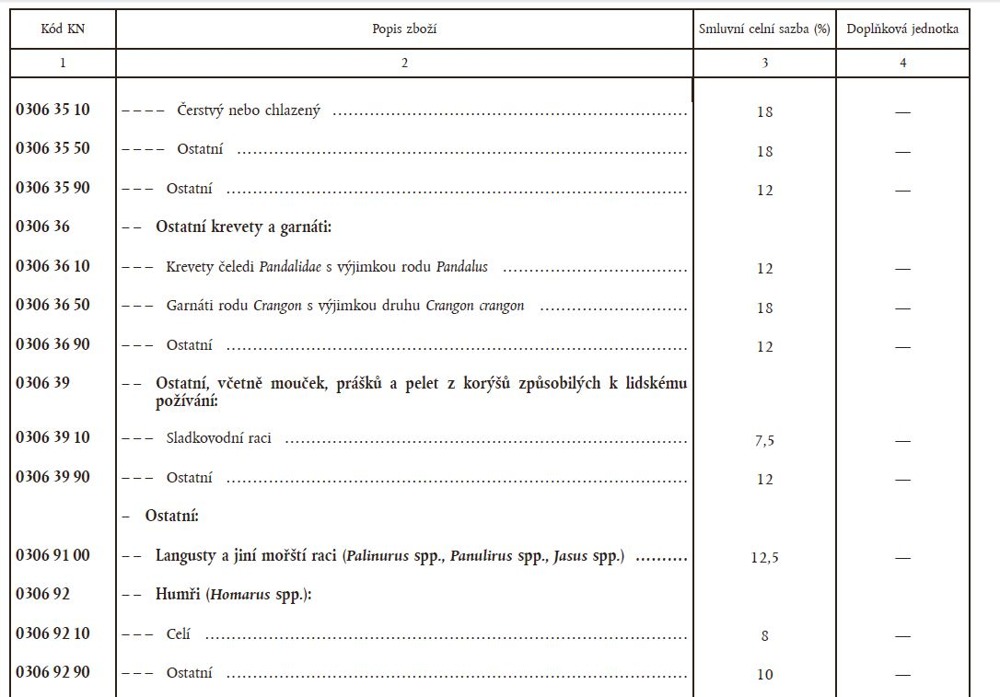 Kód KN Popis zboží Smluvní celní sazba (%) Doplňková jednotka
1 2 3 4
0306 35 10 – – – – Čerstvý nebo chlazený .......... 18 —
0306 35 50 – – – – Ostatní .......... 18 —
0306 35 90 – – – Ostatní .......... 12 —
0306 36 – – Ostatní krevety a garnáti:
0306 36 10 – – – Krevety čeledi Pandalidae s výjimkou rodu Pandalus .......... 12 —
0306 36 50 – – – Garnáti rodu Crangon s výjimkou druhu Crangon crangon .......... 18 —
0306 36 90 – – – Ostatní .......... 12 —
0306 39 – – Ostatní, včetně mouček, prášků a pelet z korýšů způsobilých k lidskému
požívání:
0306 39 10 – – – Sladkovodní raci .......... 7,5 —
0306 39 90 – – – Ostatní .......... 12 —
– Ostatní:
0306 91 00 – – Langusty a jiní mořští raci (Palinurus spp., Panulirus spp., Jasus spp.) .......... 12,5 —
0306 92 – – Humři (Homarus spp.):
0306 92 10 – – – Celí .......... 8 —
0306 92 90 – – – Ostatní .......... 10 —